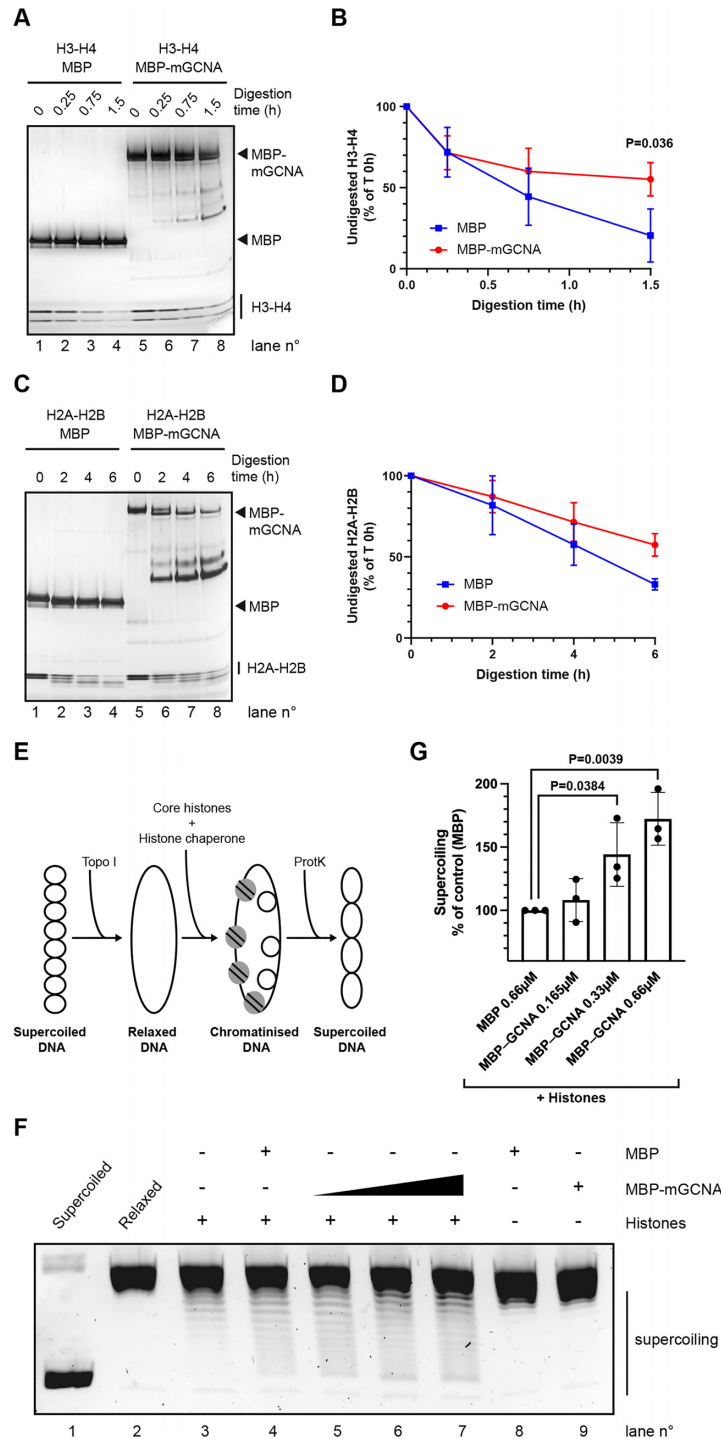 A
H3-H4
MBP
H3-H4
MBP-mGCNA
0
0.25
0.75
1.5
0
0.25
0.75
1.5
Digestion
time (h)
MBP-
mGCNA
MBP
H3-H4
1 2 3 4 5 6 7 8 lane n°
B
Undigested H3-H4
(% of T 0h)
100
50
0
P=0.036
MBP
MBP-mGCNA
0.0 0.5 1.0 1.5
Digestion time (h)
C
H2A-H2B
MBP
H2A-H2B
MBP-mGCNA
Digestion
0 2 4 6 0 2 4 6 time (h)
MBP-
mGCNA
MBP
H2A-H2B
1 2 3 4 5 6 7 8 lane n°
D
Undigested H2A-H2B
(% of T 0h)
100
50
0
MBP
MBP-mGCNA
0 2 4 6
Digestion time (h)
E
Topo I
Core histones
+
Histone chaperone
ProtK
Supercoiled
DNA
Relaxed
DNA
Chromatinised
DNA
Supercoiled
DNA
G
P=0.0039
P=0.0384
Supercoiling
% of control (MBP)
200
150
100
MBP 0.66µM
MBP–GCNA 0.165µM
MBP–GCNA 0.33µM
MBP–GCNA 0.66µM
+ Histones
F
Supercoiled
Relaxed
- + - - - + - MBP
- - - + MBP-mGCNA
+ + + + + - - Histones
supercoiling
1 2 3 4 5 6 7 8 9 lane n°